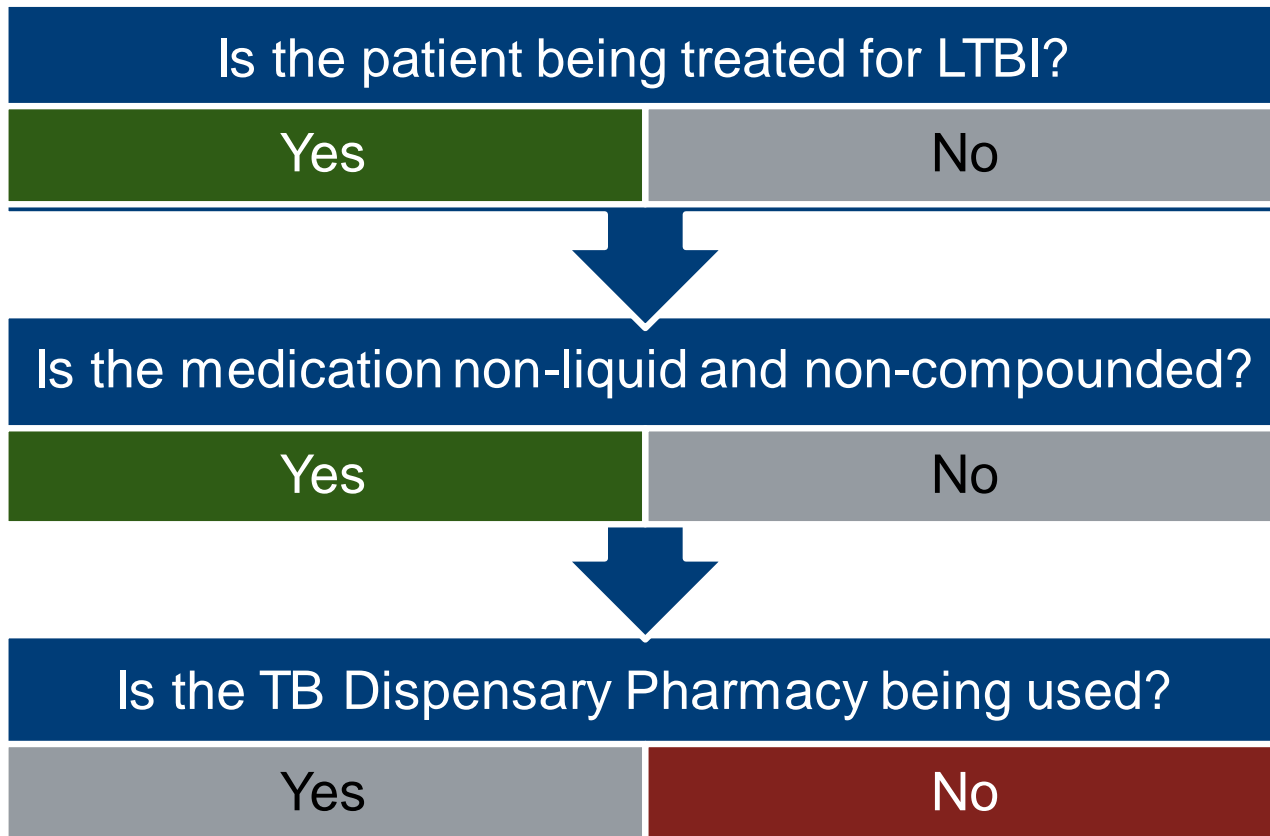 Is the patient being treated for LTBI?
Yes
No
Is the medication non-liquid and non-compounded?
Yes
No
Is the TB Dispensary Pharmacy being used?
Yes
No